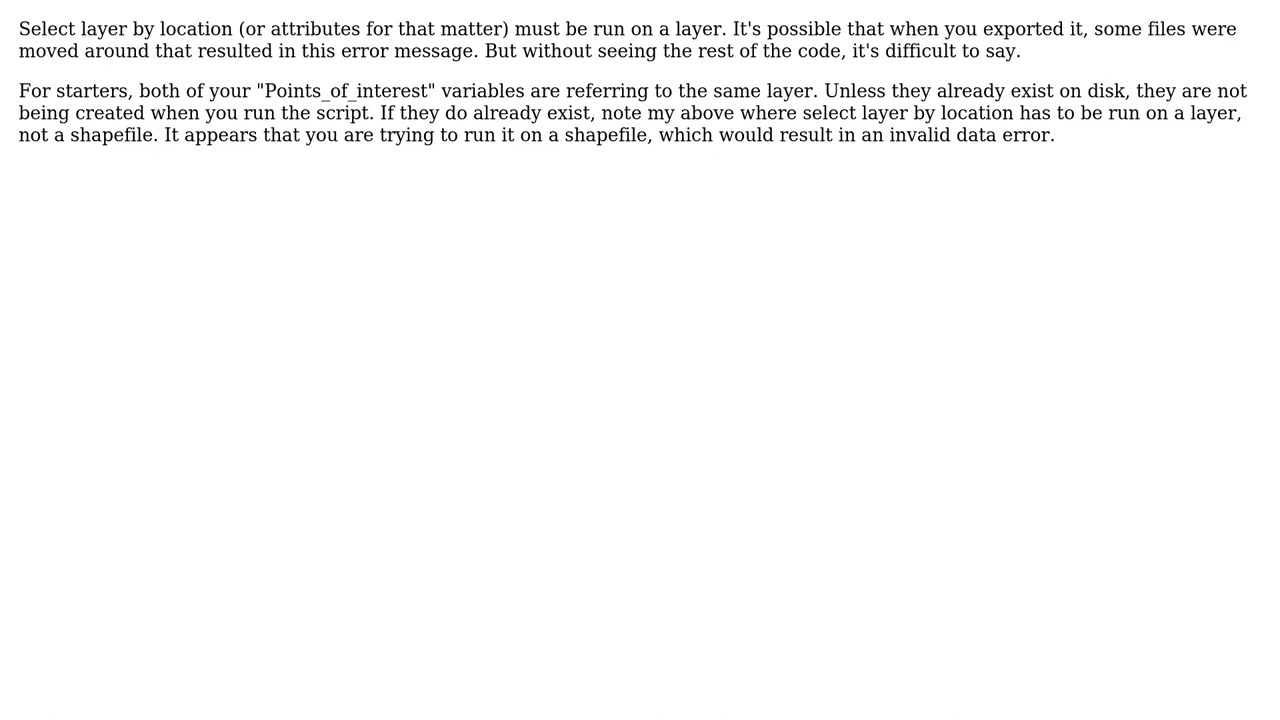 Select layer by location (or attributes for that matter) must be run on a layer. It's possible that when you exported it, some files were
moved around that resulted in this error message. But without seeing the rest of the code, it's difficult to say.
For starters, both of your "Points_of_interest" variables are referring to the same layer. Unless they already exist on disk, they are not
being created when you run the script. If they do already exist, note my above where select layer by location has to be run on a layer,
not a shapefile. It appears that you are trying to run it on a shapefile, which would result in an invalid data error.